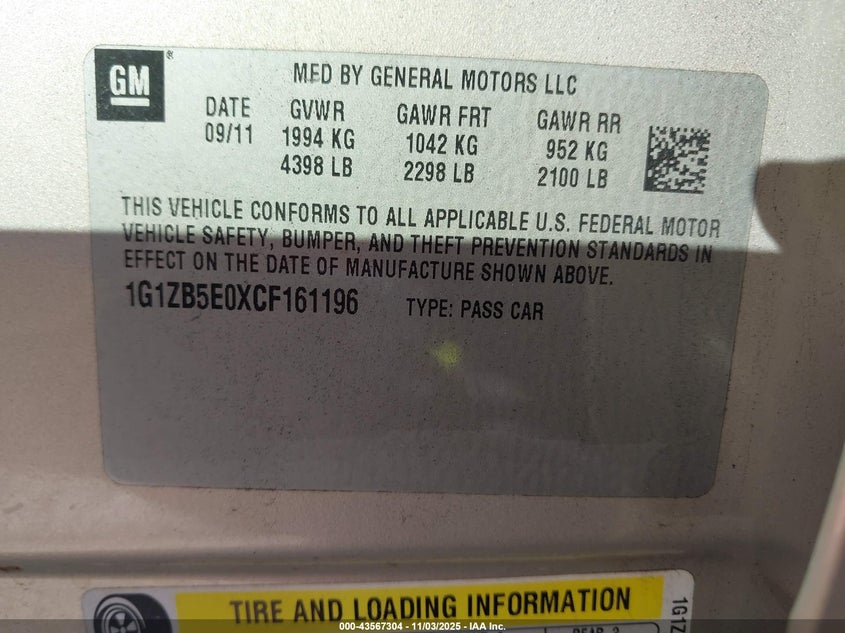 GM ®
MFD BY GENERAL MOTORS LLC
DATE GVWR GAWR FRT GAWR RR
09/11 1994 KG 1042 KG 952 KG
4398 LB 2298 LB 2100 LB
THIS VEHICLE CONFORMS TO ALL APPLICABLE U.S. FEDERAL MOTOR
VEHICLE SAFETY, BUMPER, AND THEFT PREVENTION STANDARDS IN
EFFECT ON THE DATE OF MANUFACTURE SHOWN ABOVE.
1G1ZB5E0XCF161196 TYPE: PASS CAR
TIRE AND LOADING INFORMATION
1G1Z
000-43567304 - 11/03/2025 - IAA Inc.